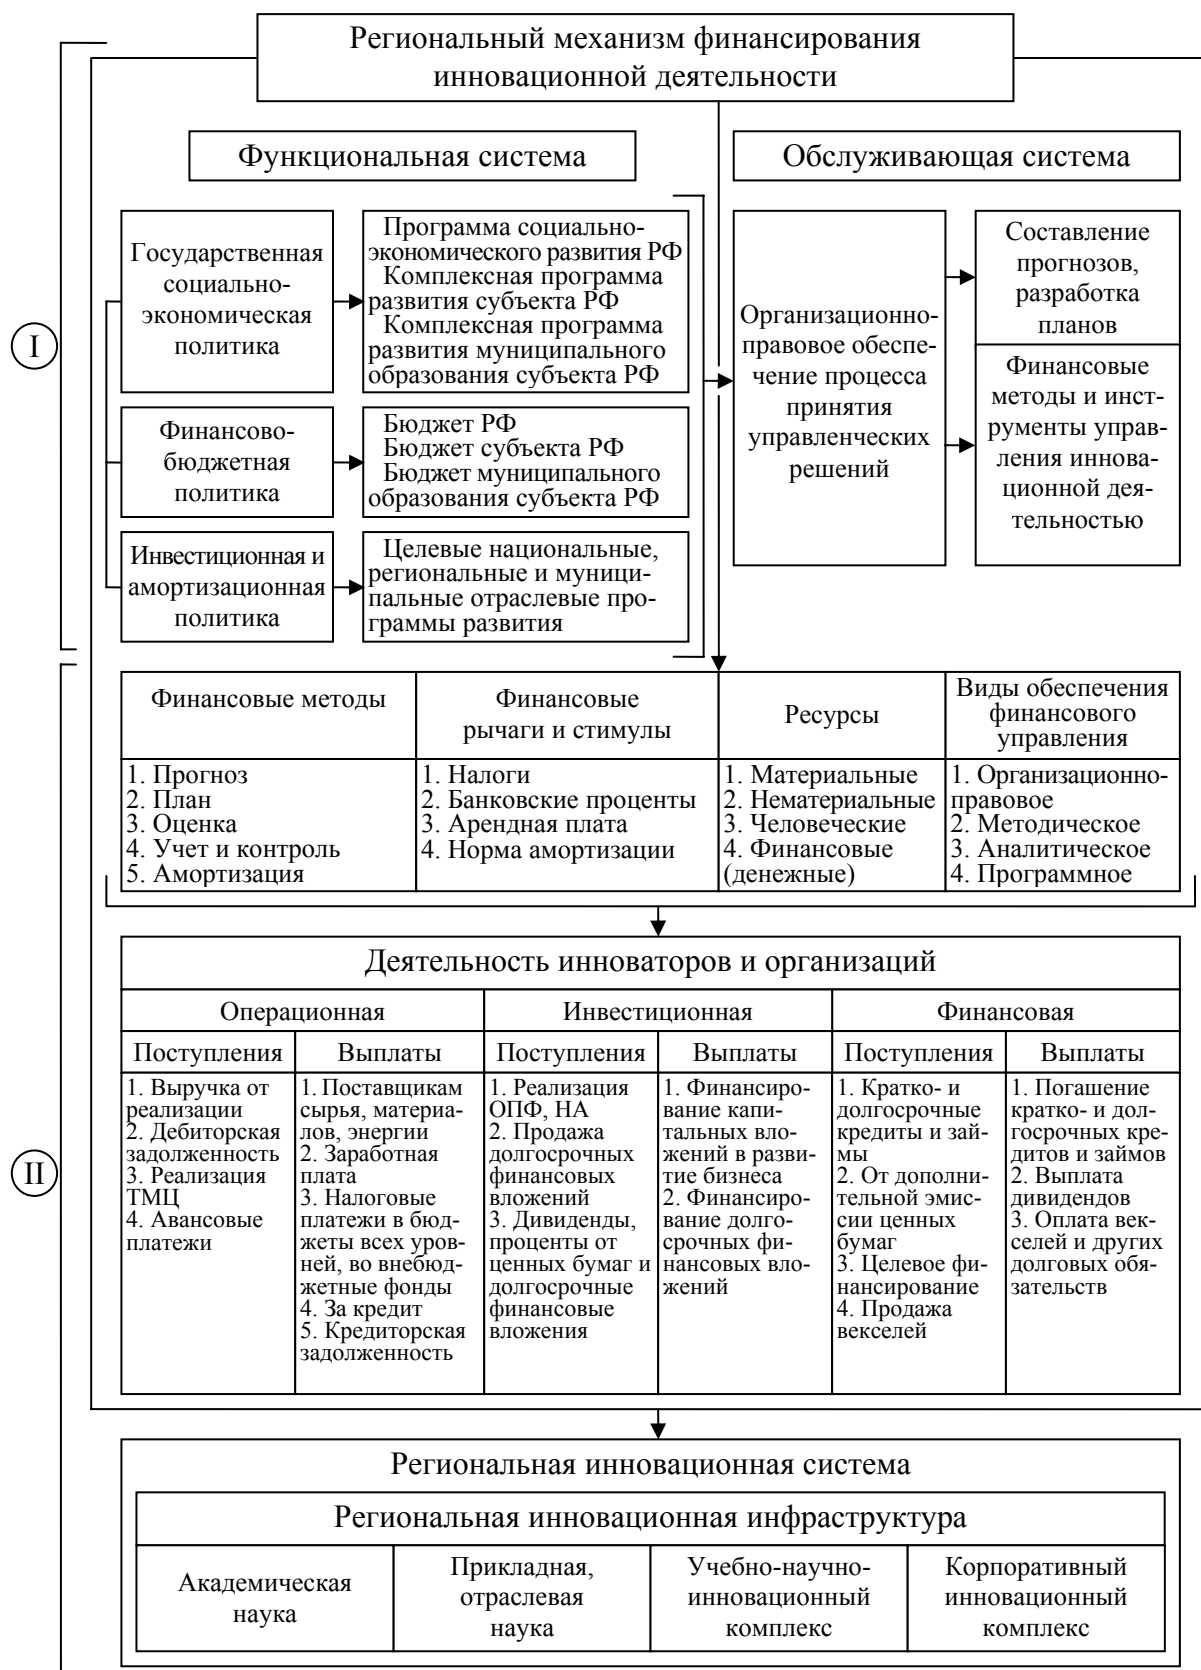 Региональный механизм финансирования
инновационной деятельности
Функциональная система
Обслуживающая система
I
Государственная
социально-
экономическая
политика
Программа социально-
экономического развития РФ
Комплексная программа
развития субъекта РФ
Комплексная программа
развития муниципального
образования субъекта РФ
Финансово-
бюджетная
политика
Бюджет РФ
Бюджет субъекта РФ
Бюджет муниципального
образования субъекта РФ
Инвестиционная и
амортизационная
политика
Целевые национальные,
региональные и муници-
пальные отраслевые про-
граммы развития
Организационно-
правовое обеспе-
чение процесса
принятия
управленческих
решений
Составление
прогнозов,
разработка
планов
Финансовые
методы и инст-
рументы управ-
ления иннова-
ционной дея-
тельностью
II
Финансовые методы
1. Прогноз
2. План
3. Оценка
4. Учет и контроль
5. Амортизация
Финансовые
рычаги и стимулы
1. Налоги
2. Банковские проценты
3. Арендная плата
4. Норма амортизации
Ресурсы
1. Материальные
2. Нематериальные
3. Человеческие
4. Финансовые
(денежные)
Виды обеспечения
финансового
управления
1. Организационно-
правовое
2. Методическое
3. Аналитическое
4. Программное
Деятельность инноваторов и организаций
Операционная
Инвестиционная
Финансовая
Поступления
1. Выручка от
реализации
2. Дебиторская
задолженность
3. Реализация
ТМЦ
4. Авансовые
платежи
Выплаты
1. Поставщикам
сырья, материа-
лов, энергии
2. Заработная
плата
3. Налоговые
платежи в бюд-
жеты всех уров-
ней, во внебюд-
жетные фонды
4. За кредит
5. Кредиторская
задолженность
Поступления
1. Реализация
ОПФ, НА
2. Продажа
долгосрочных
финансовых
вложений
3. Дивиденды,
проценты от
ценных бумаг и
долгосрочные
финансовые
вложения
Выплаты
1. Финансиро-
вание капи-
тальных вло-
жений в разви-
тие бизнеса
2. Финансиро-
вание долго-
срочных фи-
нансовых вло-
жений
Поступления
1. Кратко- и
долгосрочные
кредиты и зай-
мы
2. От дополни-
тельной эмис-
сии ценных
бумаг
3. Целевое фи-
нансирование
4. Продажа
векселей
Выплаты
1. Погашение
кратко- и дол-
госрочных кре-
дитов и займов
2. Выплата
дивидендов
3. Оплата век-
селей и других
долговых обя-
зательств
Региональная инновационная система
Региональная инновационная инфраструктура
Академическая
наука
Прикладная,
отраслевая
наука
Учебно-научно-
инновационный
комплекс
Корпоративный
инновационный
комплекс